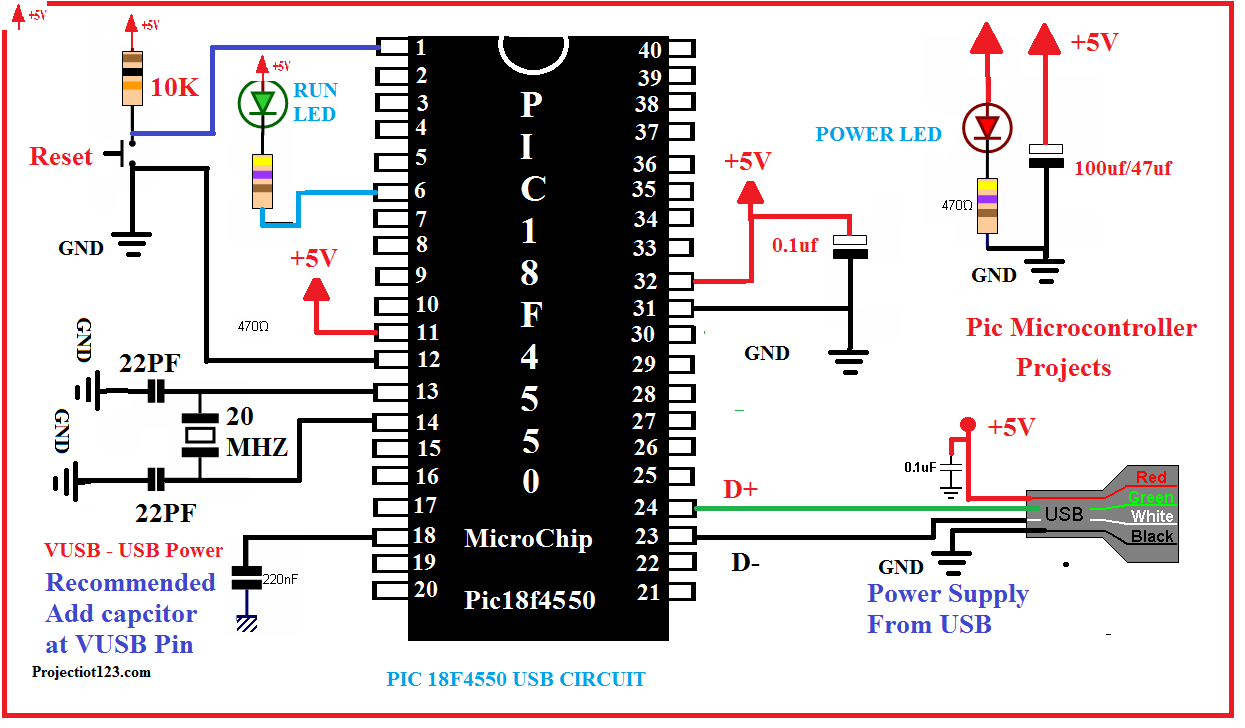 +5V
+5V
10K
+5V
RUN
LED
Reset
GND
+5V
470Ω
GND
22PF
20
MHZ
GND
22PF
VUSB - USB Power
Recommended
Add capcitor
at VUSB Pin
220nF
Projectiot123.com
1
2
3
4
5
6
7
8
9
10
11
12
13
14
15
16
17
18
19
20
P
I
C
1
8
F
4
5
5
0
MicroChip
Pic18f4550
40
39
38
37
36
35
34
33
32
31
30
29
28
27
26
25
24
23
22
21
+5V
0.1uf
GND
POWER LED
+5V
100uf/47uf
470Ω
GND
Pic Microcontroller
Projects
+5V
0.1uF
D+
D-
USB
Red
Green
White
Black
GND
Power Supply
From USB
PIC 18F4550 USB CIRCUIT